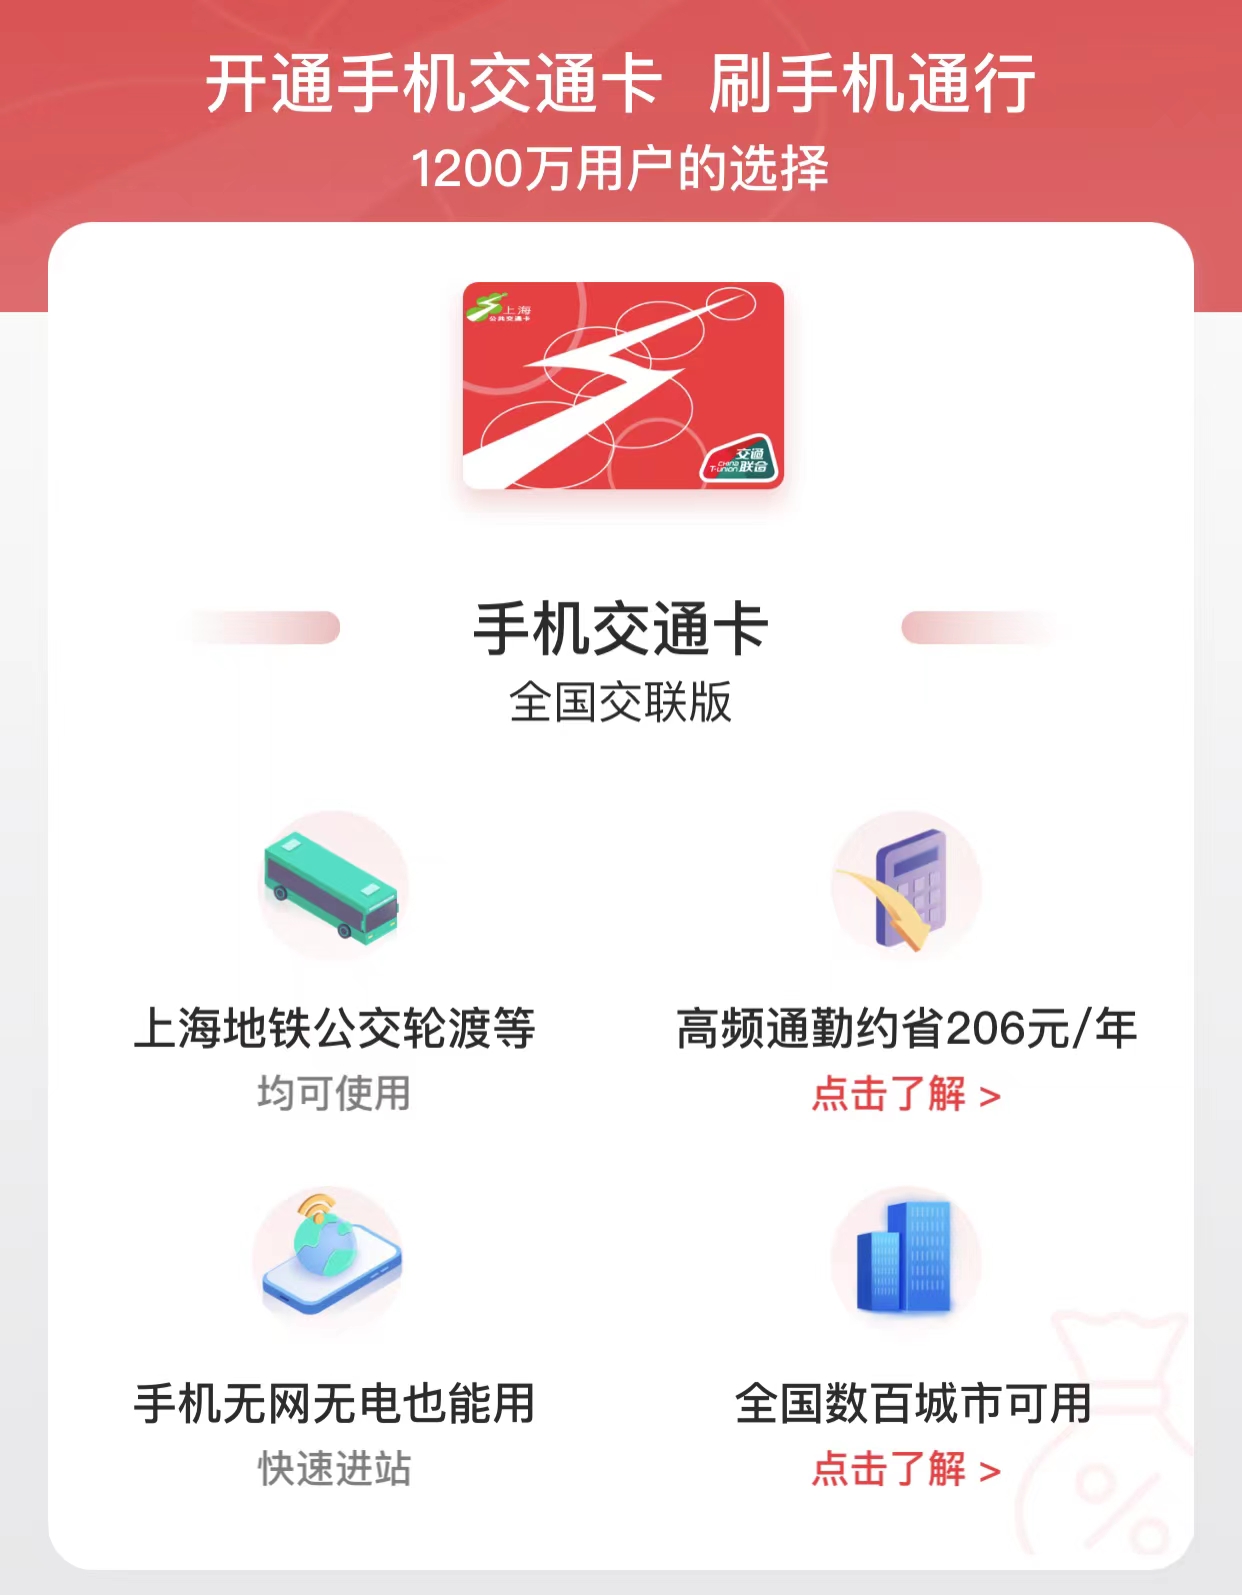 开通手机交通卡 刷手机通行
1200万用户的选择
上海
公共交通卡
交通
CHINA
T-UNION 联合
手机交通卡
全国交联版
上海地铁公交轮渡等
均可使用
高频通勤约省206元/年
点击了解 >
手机无网无电也能用
快速进站
全国数百城市可用
点击了解 >
%